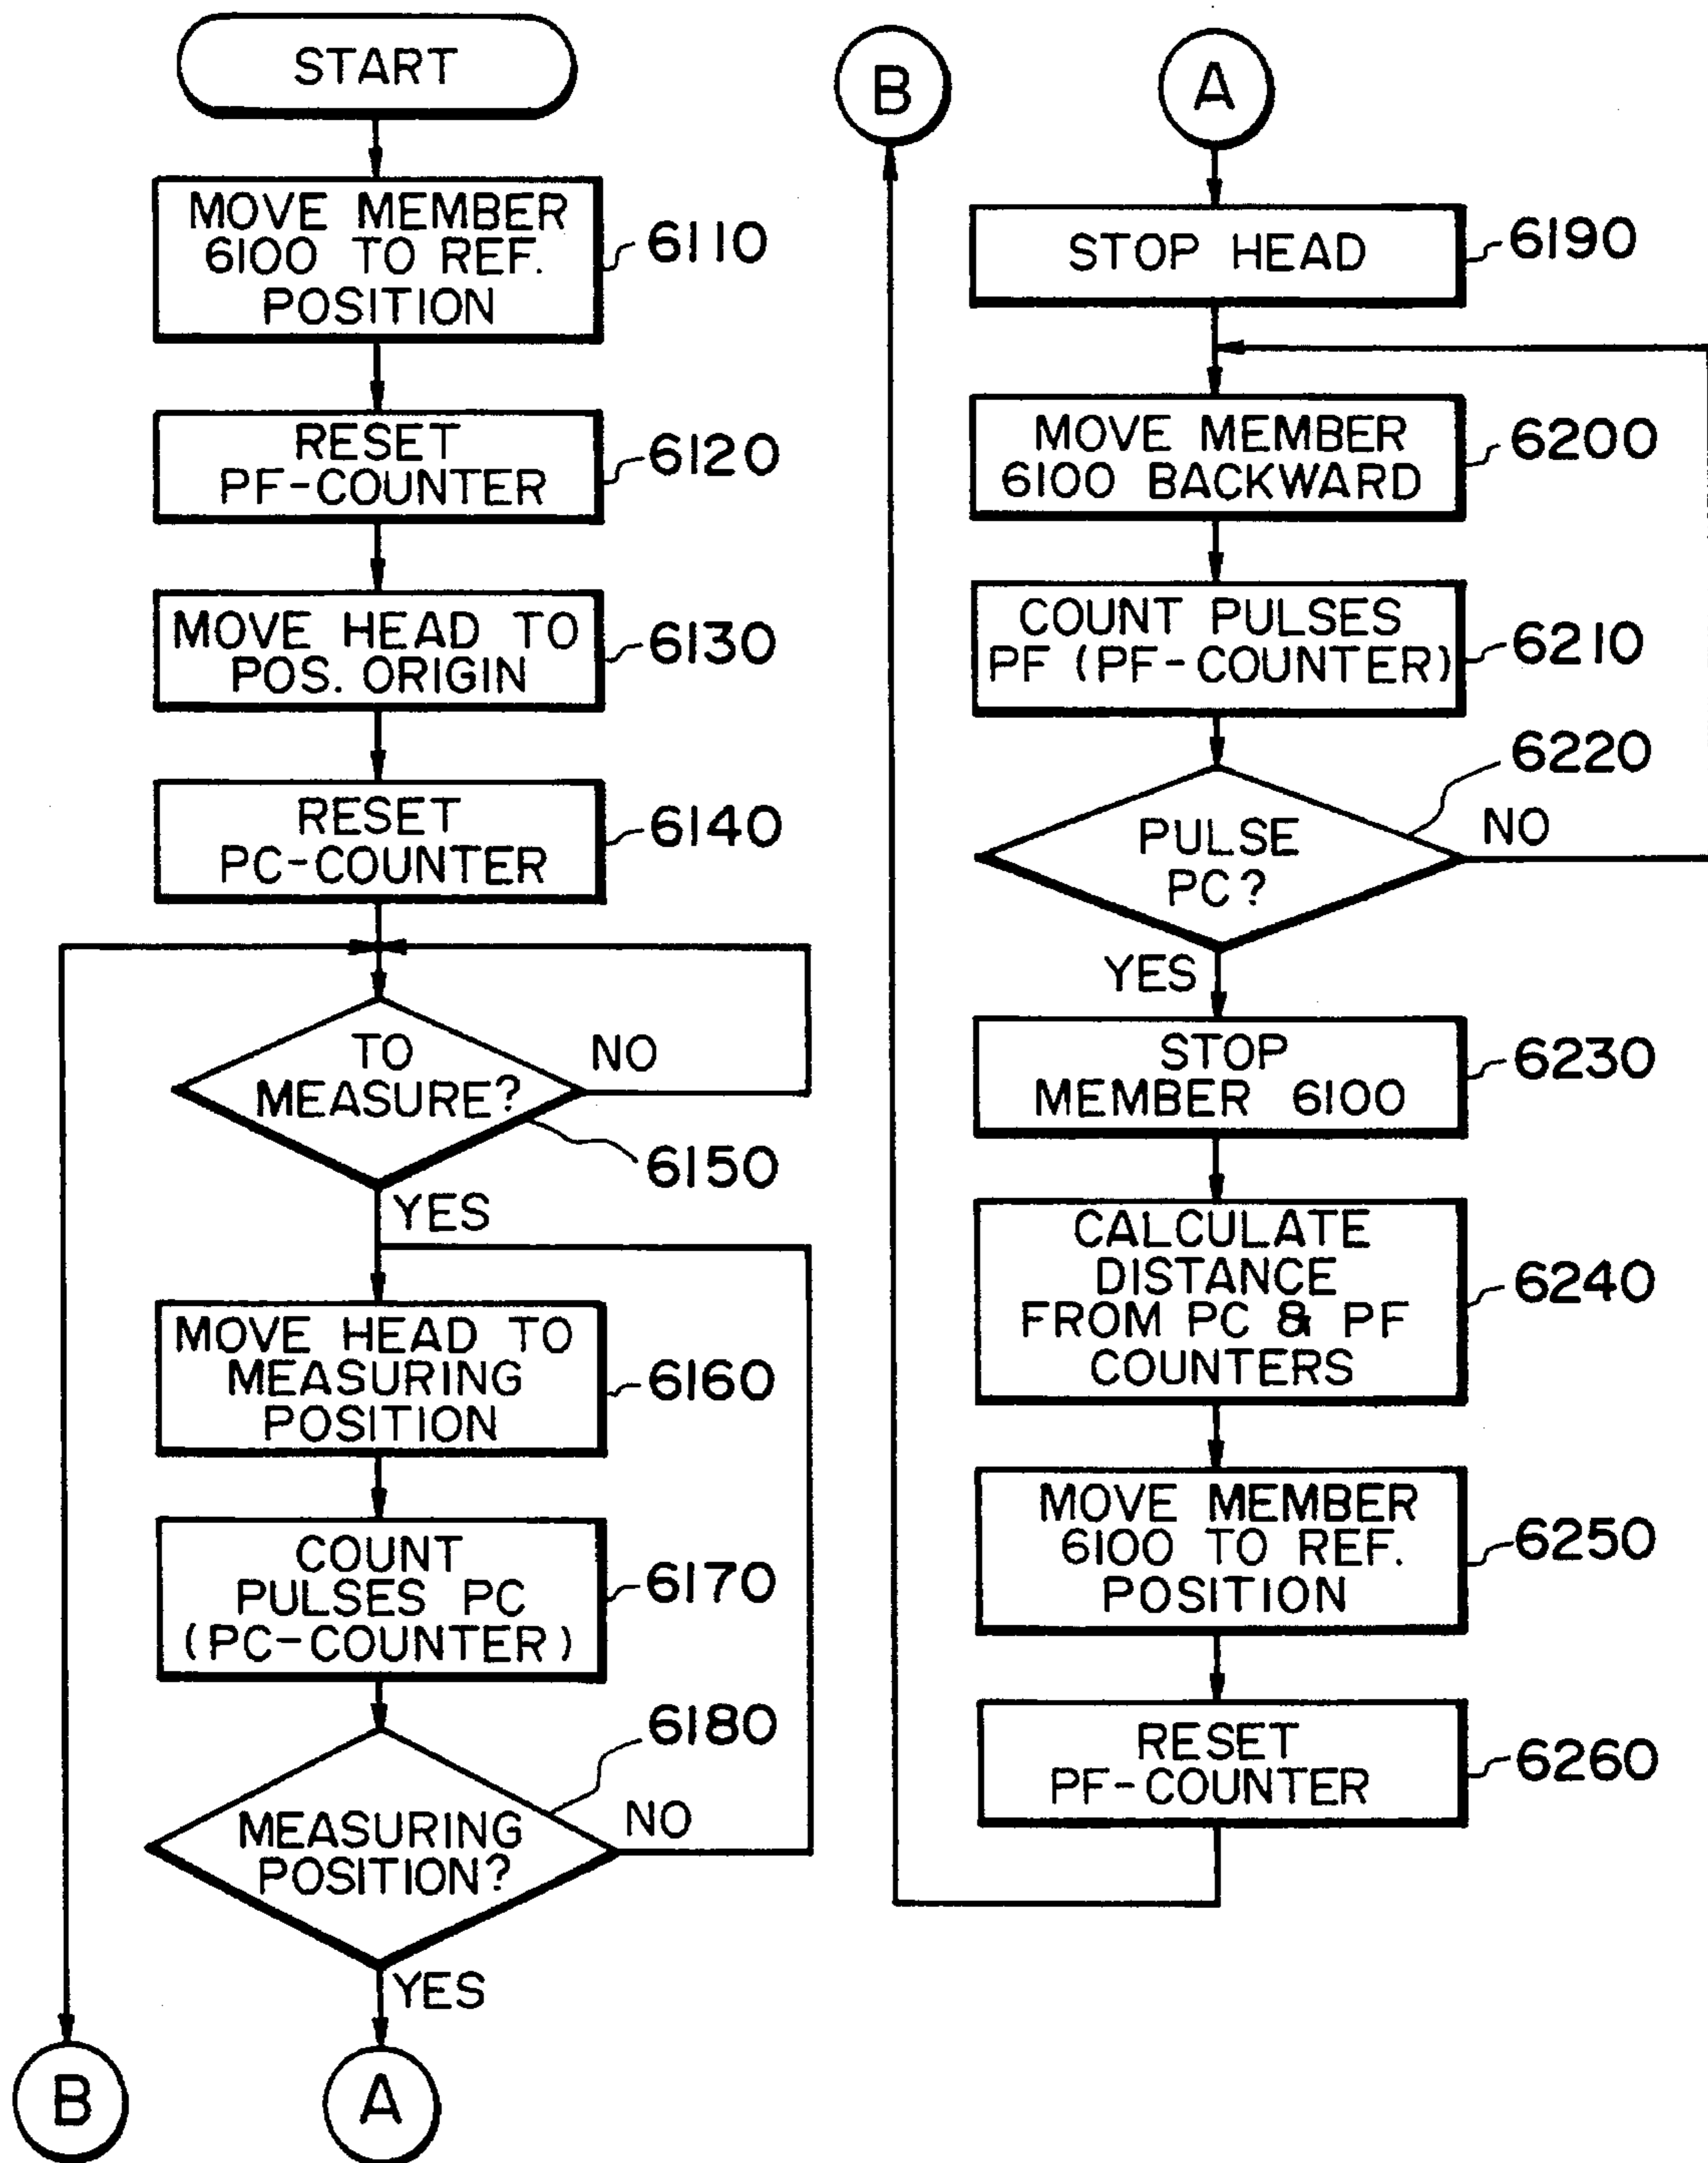 START
MOVE MEMBER
6100 TO REF.
POSITION
6110
RESET
PF-COUNTER
6120
MOVE HEAD TO
POS. ORIGIN
6130
RESET
PC-COUNTER
6140
TO
MEASURE?
NO
6150
YES
MOVE HEAD TO
MEASURING
POSITION
6160
COUNT
PULSES PC
(PC-COUNTER)
6170
6180
MEASURING
POSITION?
NO
YES
B
A
B
A
STOP HEAD
6190
MOVE MEMBER
6100 BACKWARD
6200
COUNT PULSES
PF (PF-COUNTER)
6210
6220
PULSE
PC?
NO
YES
STOP
MEMBER 6100
6230
CALCULATE
DISTANCE
FROM PC & PF
COUNTERS
6240
MOVE MEMBER
6100 TO REF.
POSITION
6250
RESET
PF-COUNTER
6260